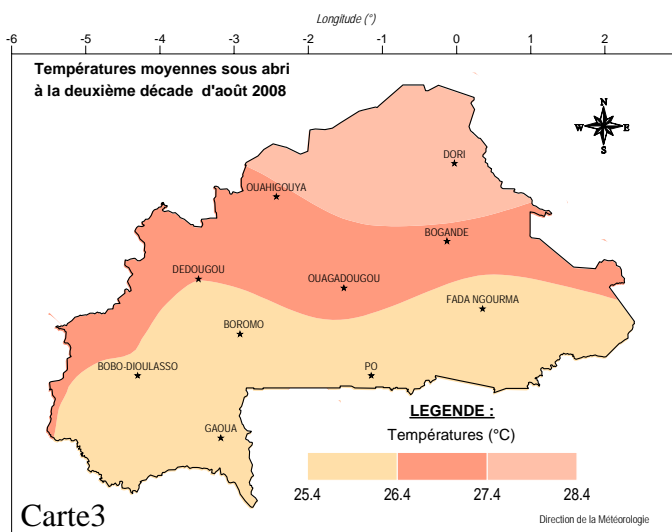 Longitude (°)
-6 -5 -4 -3 -2 -1 0 1 2
Températures moyennes sous abri
à la deuxième décade d'août 2008
N
W E
S
DORI
OUAHIGOUYA
BOGANDE
DEDOUGOU
OUAGADOUGOU
FADA NGOURMA
BOROMO
BOBO-DIOULASSO
PO
GAOUA
LEGENDE :
Températures (°C)
25.4 26.4 27.4 28.4
Carte3
Direction de la Météorologie